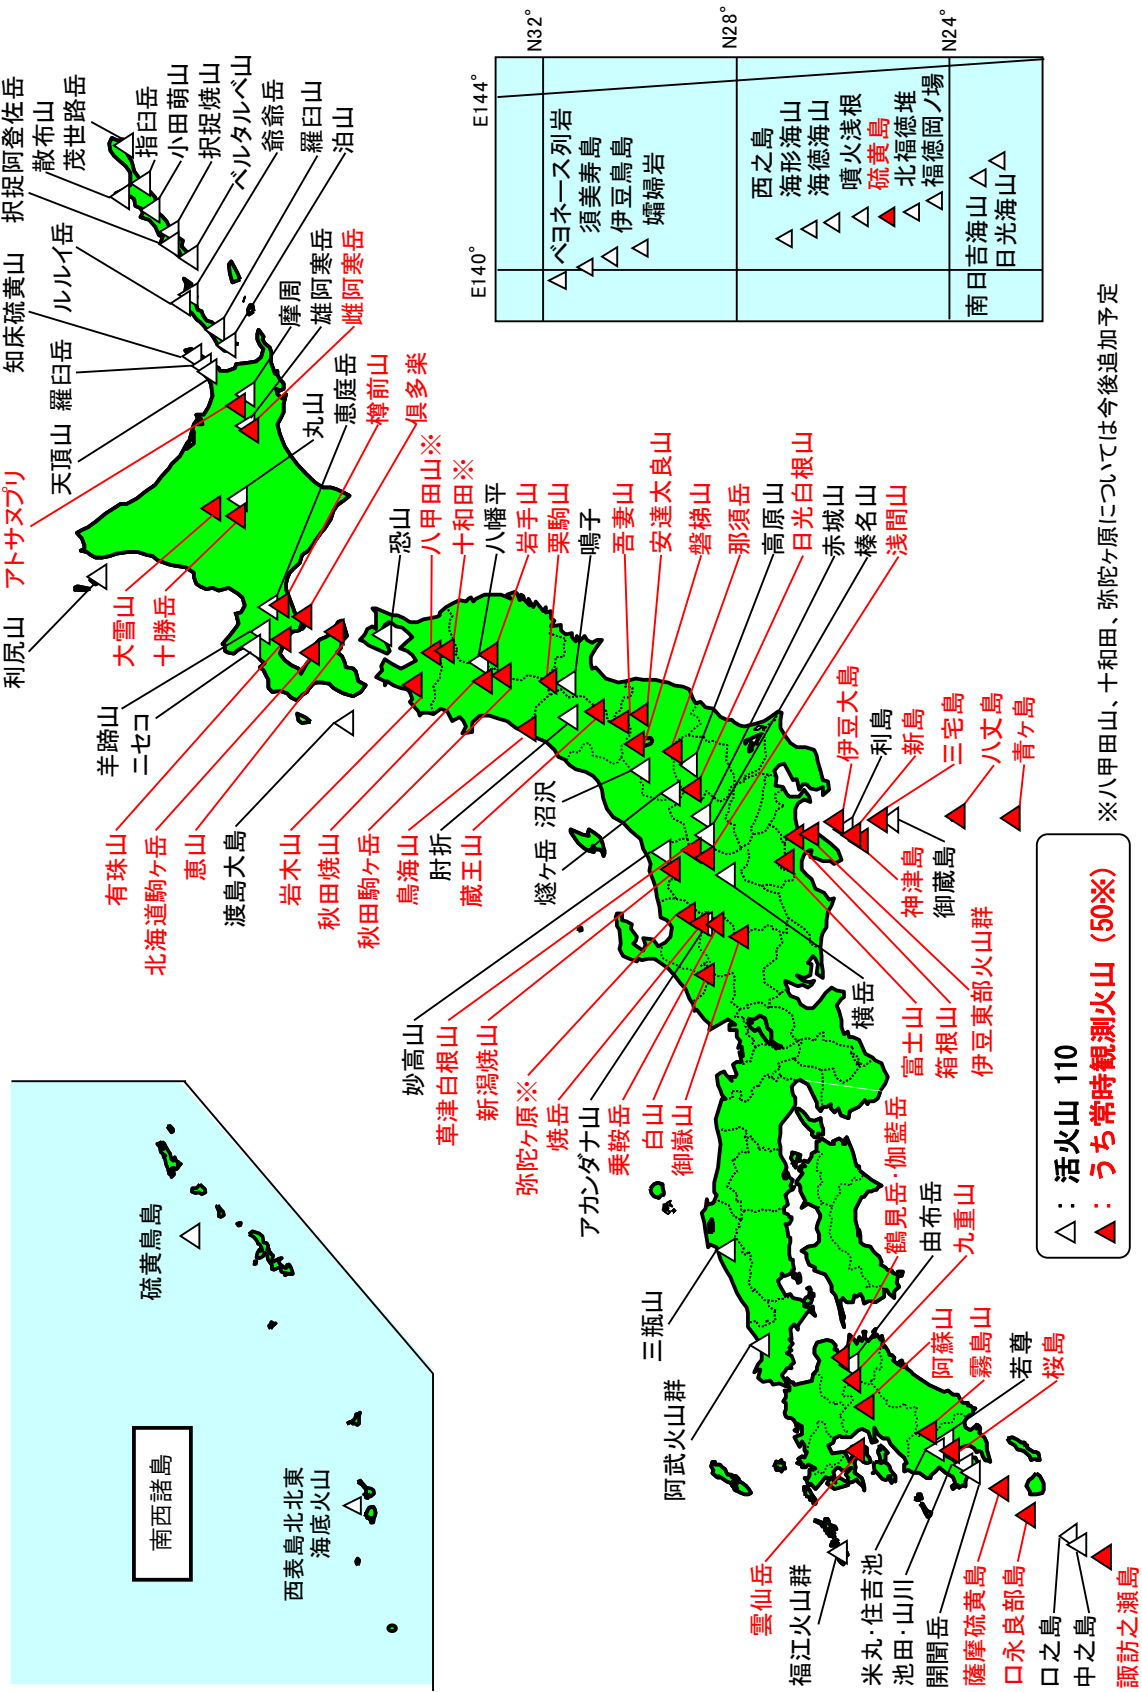 択捉阿登佐岳
散布山
茂世路岳
指臼岳
小田萌山
択捉焼山
ベルタルベ山
爺爺岳
羅臼山
泊山
知床硫黄山
ルルイ岳
羅臼岳
天頂山
摩周
雄阿寒岳
雌阿寒岳
アトサヌプリ
利尻山
丸山
恵庭岳
樽前山
倶多楽
大雪山
十勝岳
羊蹄山
ニセコ
有珠山
北海道駒ヶ岳
恵山
渡島大島
恐山
八甲田山※
十和田※
八幡平
岩手山
栗駒山
鳴子
吾妻山
安達太良山
磐梯山
那須岳
高原山
日光白根山
赤城山
榛名山
浅間山
岩木山
秋田焼山
秋田駒ヶ岳
鳥海山
肘折
蔵王山
沼沢
燧ヶ岳
妙高山
草津白根山
新潟焼山
弥陀ヶ原※
焼岳
アカンダナ山
乗鞍岳
白山
御嶽山
横岳
富士山
箱根山
伊豆東部火山群
伊豆大島
利島
新島
神津島
三宅島
御蔵島
八丈島
青ヶ島
E144°
E140°
N32°
N28°
N24°
ベヨネース列岩
須美寿島
伊豆鳥島
孀婦岩
西之島
海形海山
海徳海山
噴火浅根
硫黄島
北福徳堆
福徳岡ノ場
南日吉海山
日光海山
三瓶山
阿武火山群
鶴見岳・伽藍岳
由布岳
九重山
阿蘇山
霧島山
若尊
桜島
雲仙岳
福江火山群
米丸・住吉池
池田・山川
開聞岳
薩摩硫黄島
口永良部島
口之島
中之島
諏訪之瀬島
南西諸島
硫黄鳥島
西表島北北東
海底火山
△：活火山 110
▲：うち常時観測火山（50※）
※八甲田山、十和田、弥陀ヶ原については今後追加予定